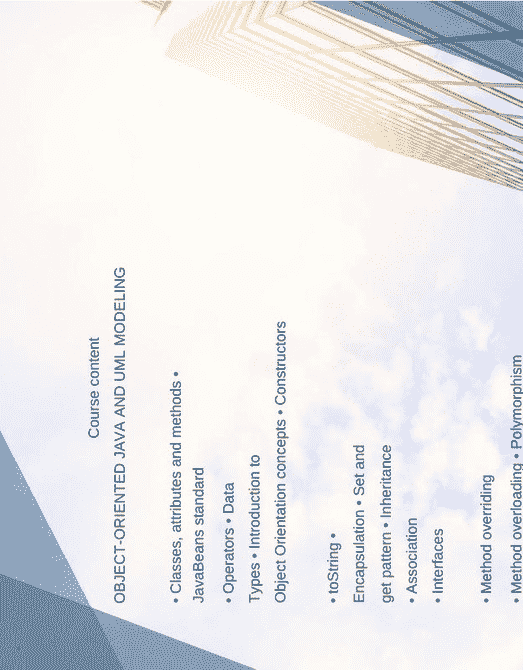 Course content
OBJECT-ORIENTED JAVA AND UML MODELING
• Classes, attributes and methods •
JavaBeans standard
• Operators • Data
Types • Introduction to
Object Orientation concepts • Constructors
• toString •
Encapsulation • Set and
get pattern • Inheritance
• Association
• Interfaces
• Method overriding
• Method overloading • Polymorphism